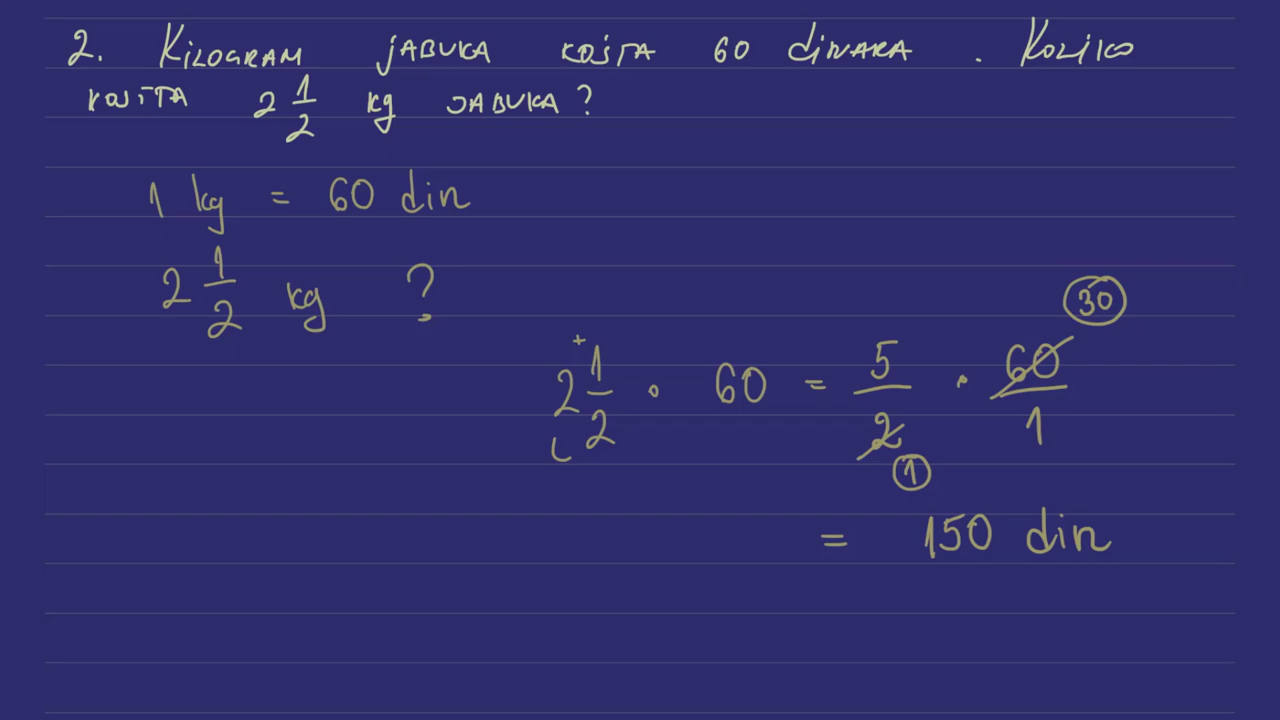 2. KILOGRAM JABUKA KOŠTA 60 DINARA. KOLIKO
KOŠTA 2 1/2 kg JABUKA?
1 kg = 60 din
2 1/2 kg ?
30
2 1/2 · 60 = 5/2 · 60/1
1
= 150 din